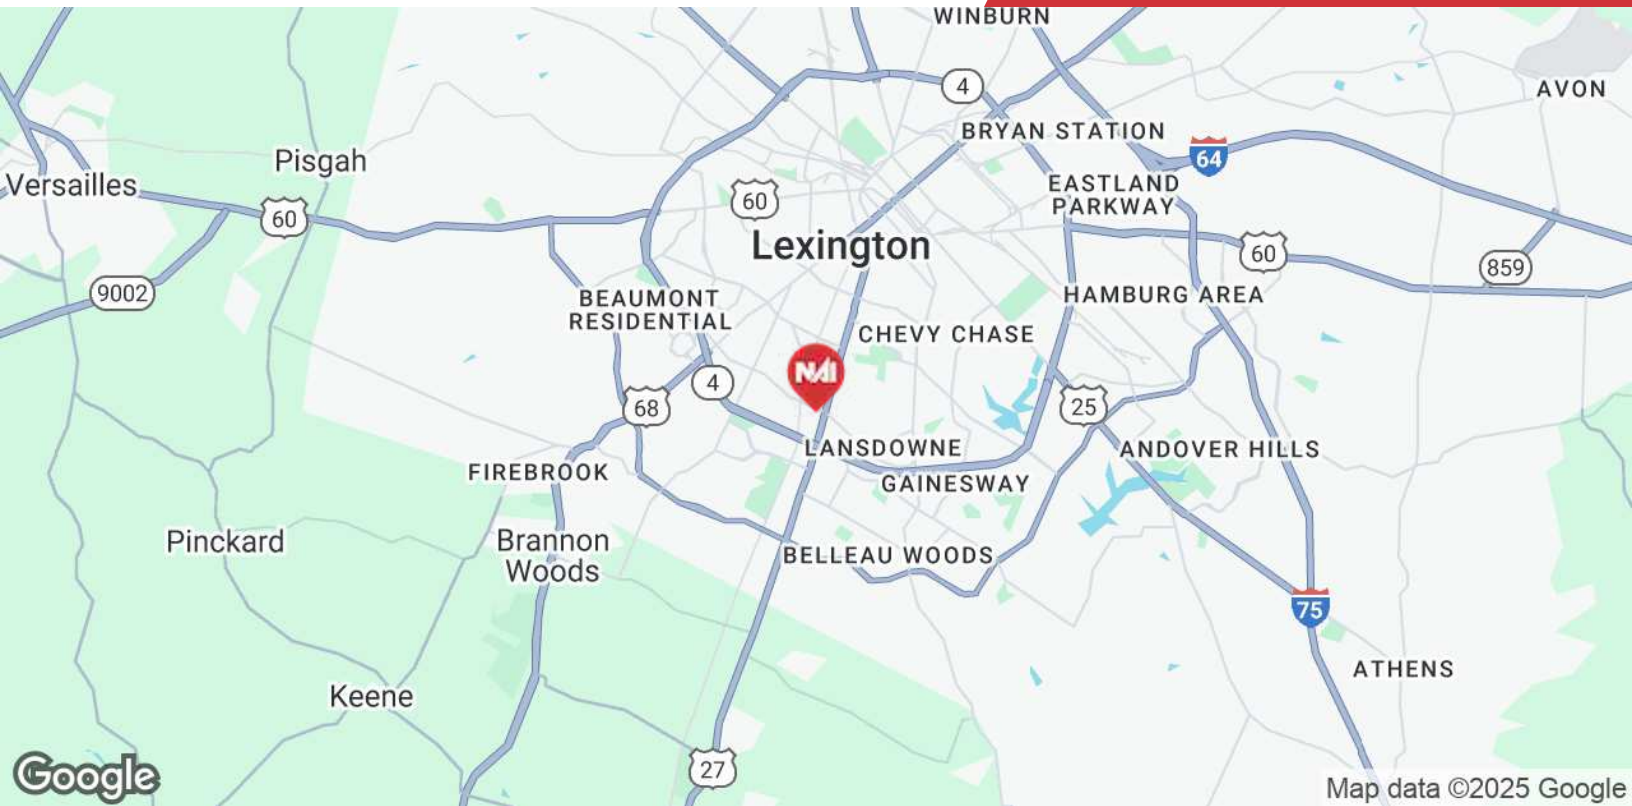 WINBURN
4
AVON
BRYAN STATION
64
Pisgah
Versailles
EASTLAND
PARKWAY
60
60
Lexington
60
859
9002
BEAUMONT
RESIDENTIAL
HAMBURG AREA
CHEVY CHASE
NAI
4
68
25
LANSDOWNE
ANDOVER HILLS
FIREBROOK
GAINESWAY
Pinckard
Brannon
Woods
BELLEAU WOODS
75
ATHENS
Keene
27
Google
Map data ©2025 Google